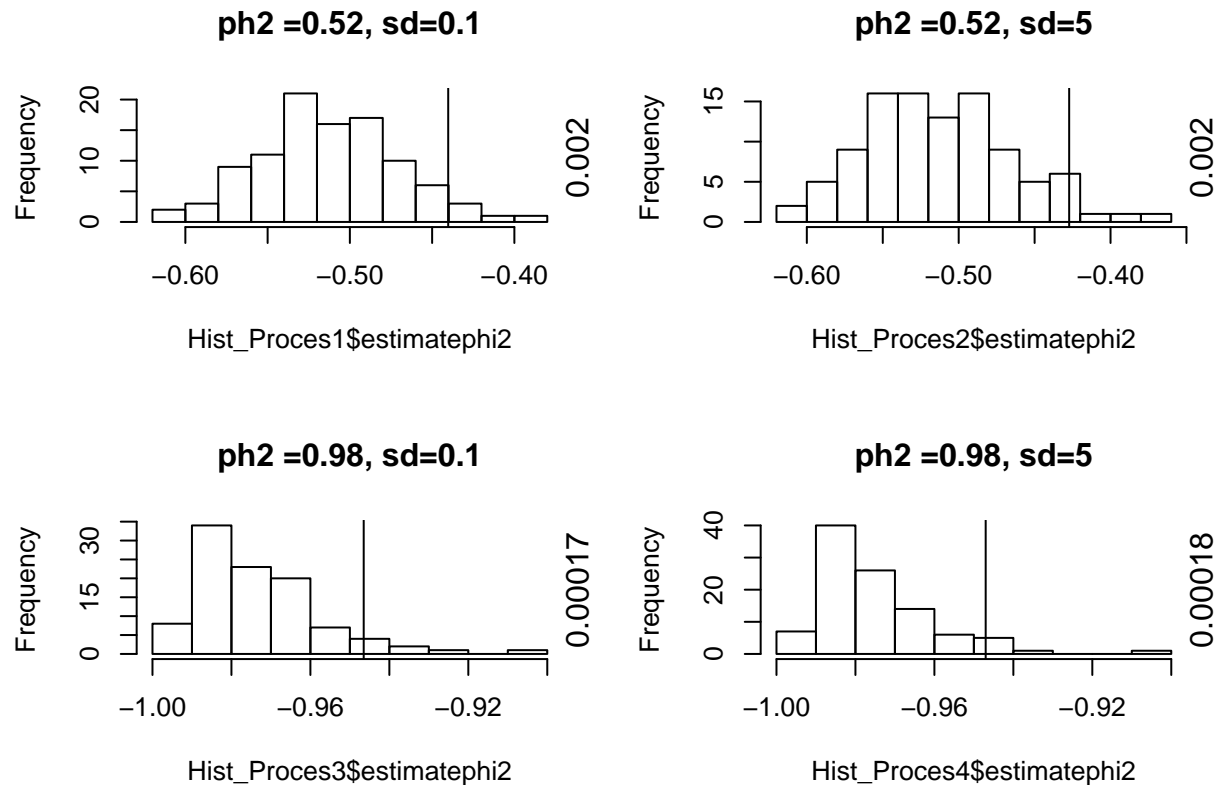 ph2 =0.52, sd=0.1
Frequency
0 10 20
−0.60 −0.50 −0.40
Hist_Proces1$estimatephi2
0.002
ph2 =0.52, sd=5
Frequency
0 5 15
−0.60 −0.50 −0.40
Hist_Proces2$estimatephi2
0.002
ph2 =0.98, sd=0.1
Frequency
0 15 30
−1.00 −0.96 −0.92
Hist_Proces3$estimatephi2
0.00017
ph2 =0.98, sd=5
Frequency
0 20 40
−1.00 −0.96 −0.92
Hist_Proces4$estimatephi2
0.00018